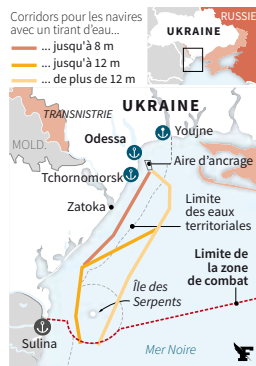 Corridors pour les navires
avec un tirant d'eau...
... jusqu'à 8 m
... jusqu'à 12 m
... de plus de 12 m
RUSSIE
UKRAINE
TRANSNISTRIE
UKRAINE
MOLD.
Odessa
Youjne
Aire d'ancrage
Tchornomorsk
Zatoka
Limite
des eaux
territoriales
Limite de
la zone
de combat
Île des
Serpents
Sulina
Mer Noire